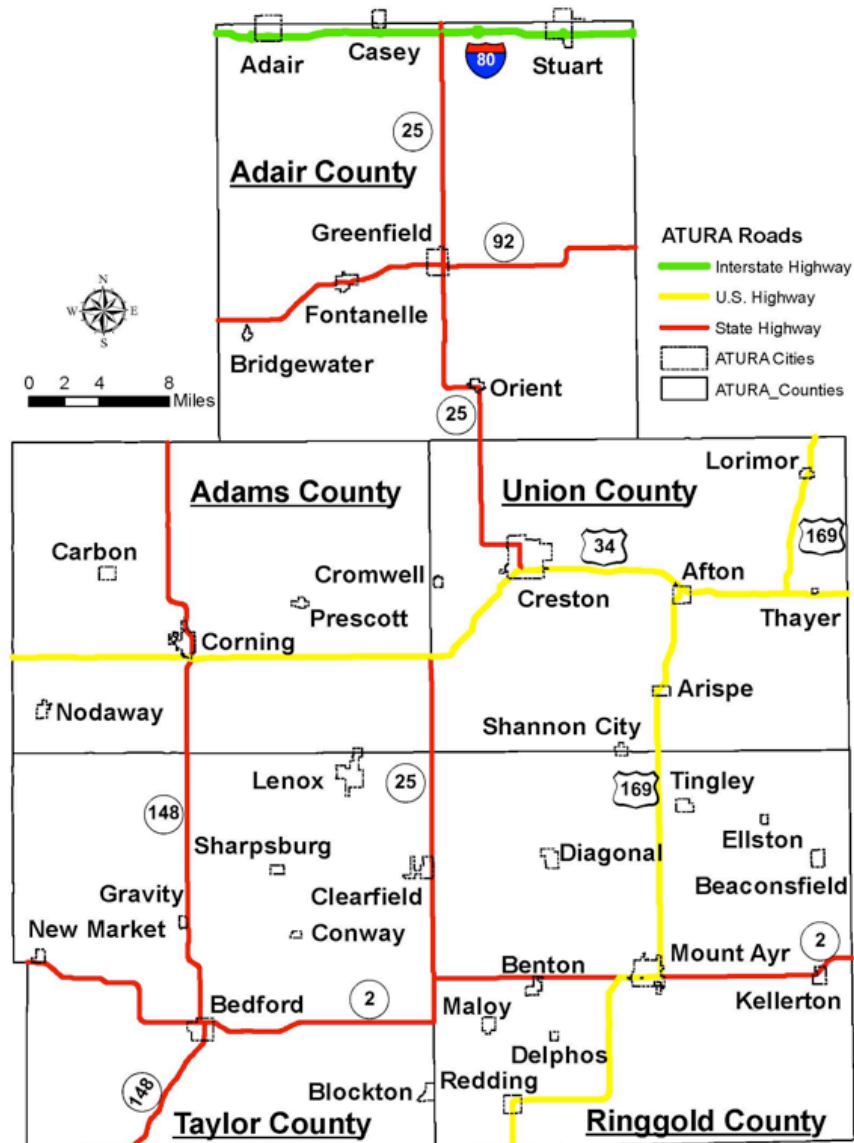 Adair
Casey
80
Stuart
25
Adair County
Greenfield
92
Fontanelle
Bridgewater
Orient
25
N
W
E
S
0 2 4 8
Miles
ATURA Roads
Interstate Highway
U.S. Highway
State Highway
ATURA Cities
ATURA_Counties
Adams County
Union County
Lorimor
169
34
Carbon
Cromwell
Creston
Afton
Prescott
Thayer
Corning
Nodaway
Arispe
Shannon City
Lenox
25
169
Tingley
148
Sharpsburg
Diagonal
Ellston
Beaconsfield
Clearfield
Gravity
New Market
Conway
Mount Ayr
2
Benton
Kellerton
Bedford
2
Maloy
Delphos
148
Blockton
Redding
Taylor County
Ringgold County